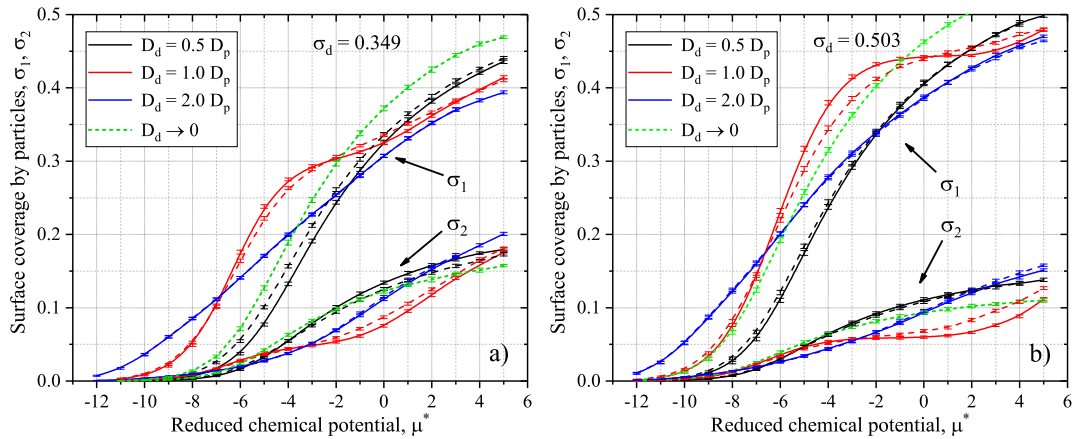 Surface coverage by particles, σ₁, σ₂
0.5
0.4
0.3
0.2
0.1
0.0
D_d = 0.5 D_p
D_d = 1.0 D_p
D_d = 2.0 D_p
D_d → 0
σ_d = 0.349
σ₁
σ₂
a)
-12 -10 -8 -6 -4 -2 0 2 4 6
Reduced chemical potential, μ*
Surface coverage by particles, σ₁, σ₂
0.5
0.4
0.3
0.2
0.1
0.0
D_d = 0.5 D_p
D_d = 1.0 D_p
D_d = 2.0 D_p
D_d → 0
σ_d = 0.503
σ₁
σ₂
b)
-12 -10 -8 -6 -4 -2 0 2 4 6
Reduced chemical potential, μ*